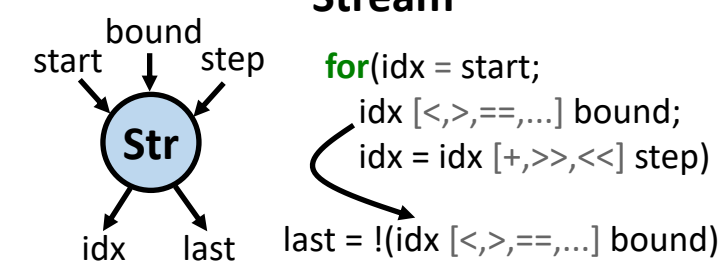 Stream
bound
start step
Str
idx last
for(idx = start;
idx [<,>,==,...] bound;
idx = idx [+,>>,<<] step)
last = !(idx [<,>,==,...] bound)